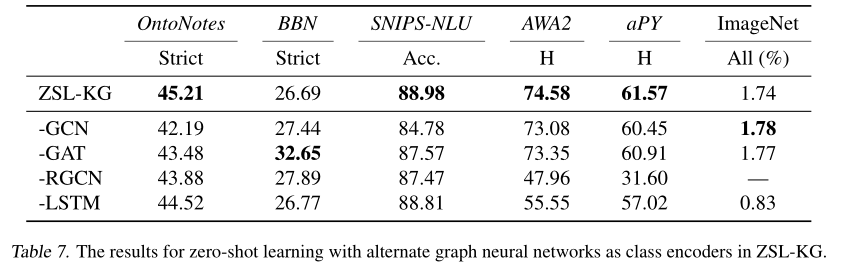 OntoNotes BBN SNIPS-NLU AWA2 aPY ImageNet
Strict Strict Acc. H H All (%)
ZSL-KG 45.21 26.69 88.98 74.58 61.57 1.74
-GCN 42.19 27.44 84.78 73.08 60.45 1.78
-GAT 43.48 32.65 87.57 73.35 60.91 1.77
-RGCN 43.88 27.89 87.47 47.96 31.60 —
-LSTM 44.52 26.77 88.81 55.55 57.02 0.83
Table 7. The results for zero-shot learning with alternate graph neural networks as class encoders in ZSL-KG.